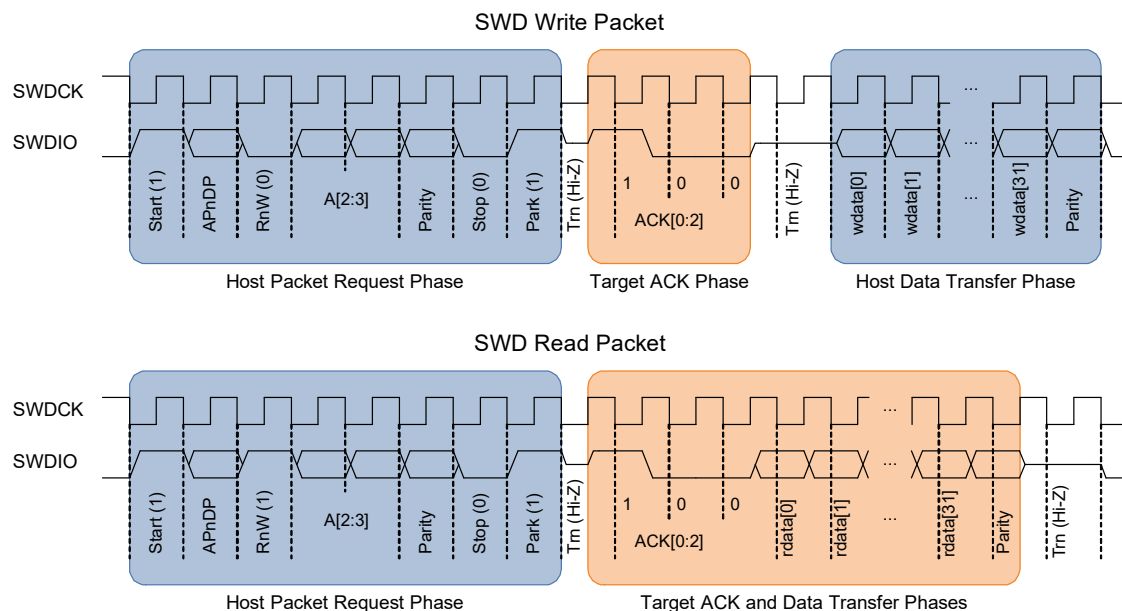 SWD Write Packet
SWDCK
...
SWDIO
...
Start (1)
APnDP
RnW (0)
A[2:3]
Parity
Stop (0)
Park (1)
Trn (Hi-Z)
1
0
0
ACK[0:2]
Trn (Hi-Z)
wdata[0]
wdata[1]
...
wdata[31]
Parity
Host Packet Request Phase
Target ACK Phase
Host Data Transfer Phase
SWD Read Packet
SWDCK
...
SWDIO
...
Start (1)
APnDP
RnW (1)
A[2:3]
Parity
Stop (0)
Park (1)
Trn (Hi-Z)
1
0
0
ACK[0:2]
rdata[0]
rdata[1]
...
rdata[31]
Parity
Trn (Hi-Z)
Host Packet Request Phase
Target ACK and Data Transfer Phases